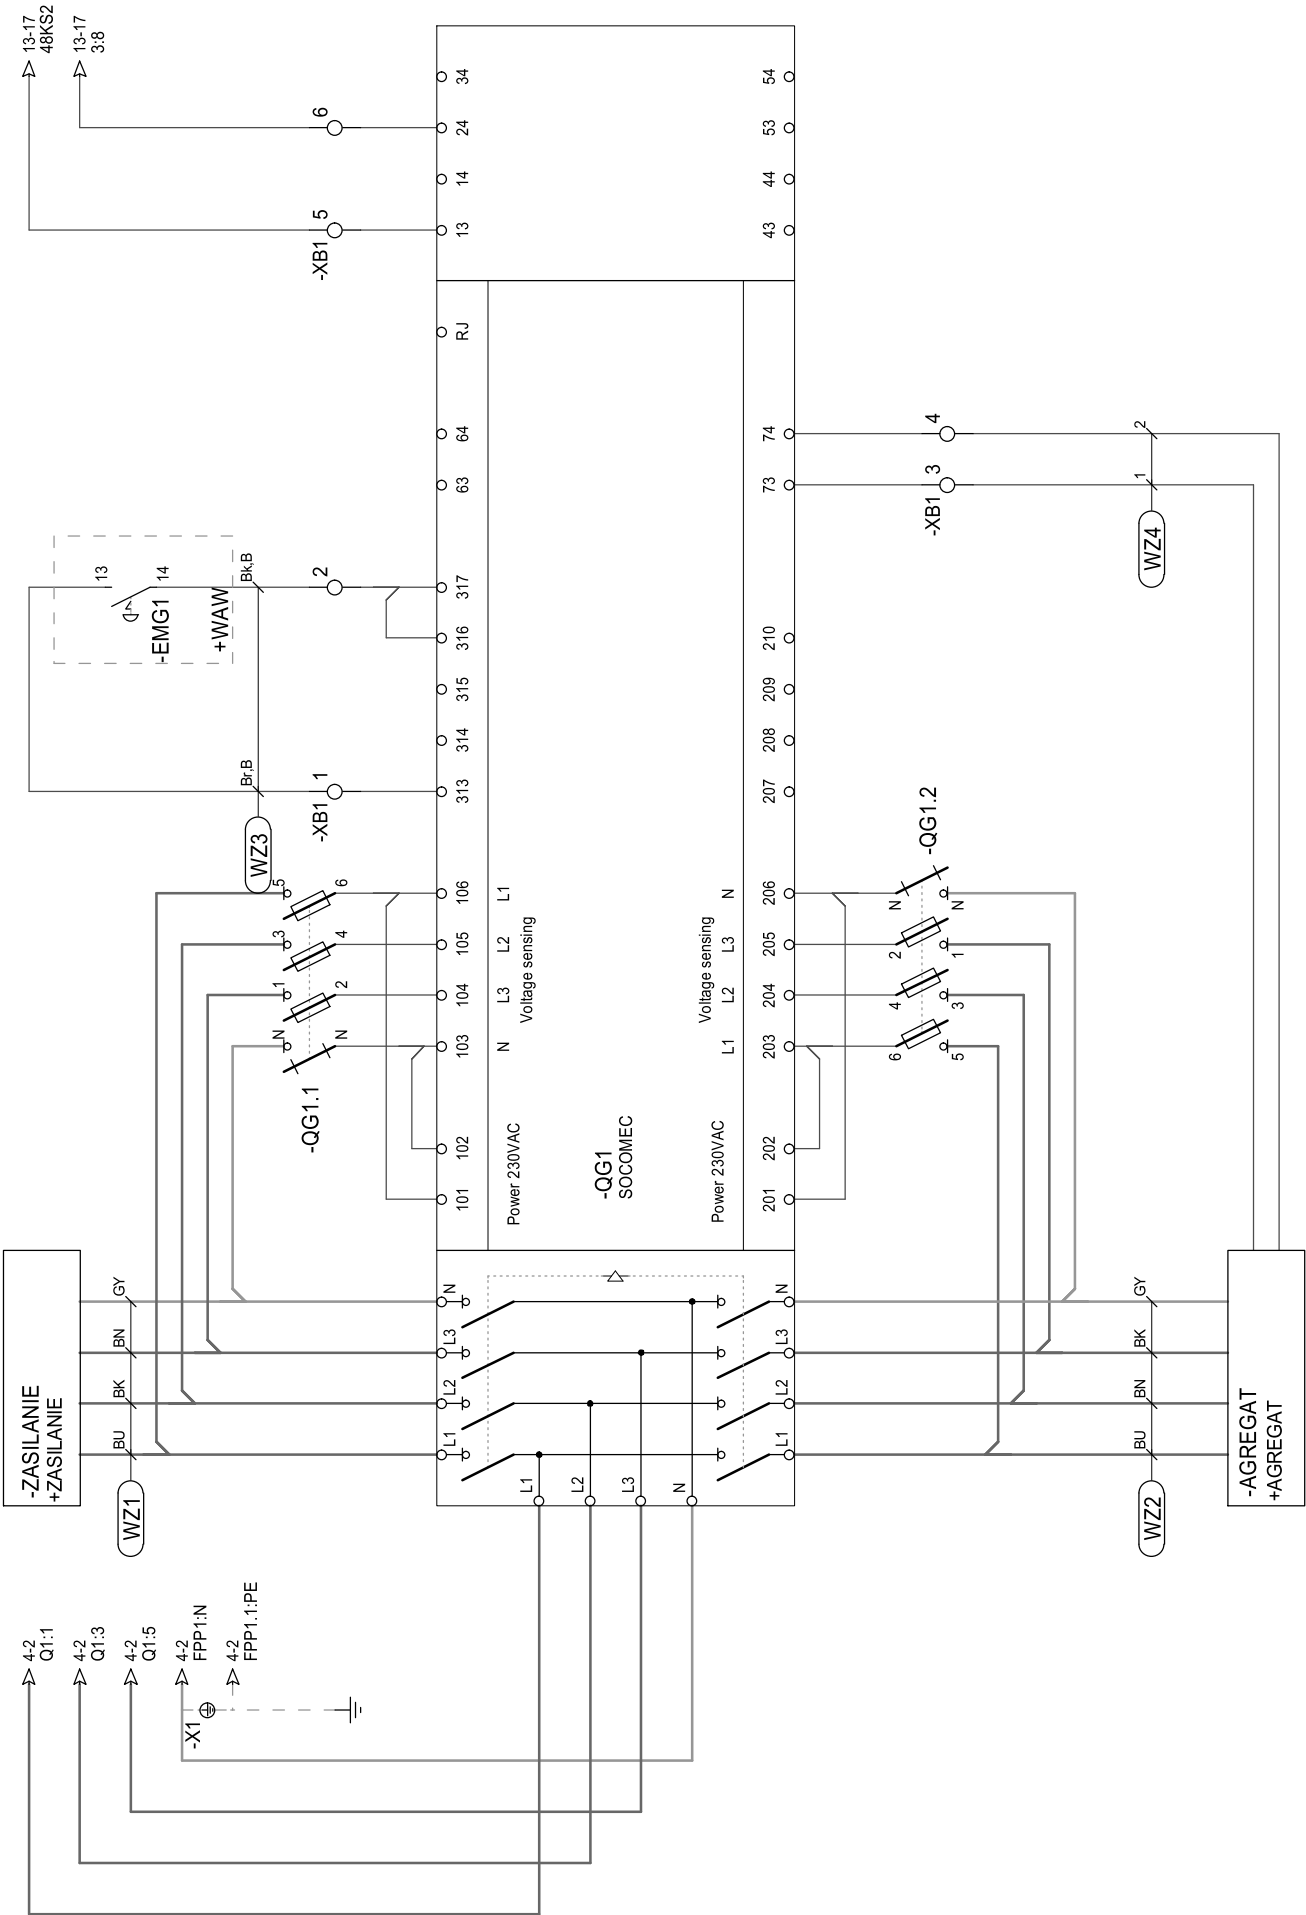 4-2
Q1:1
4-2
Q1:3
4-2
Q1:5
4-2
FPP1:N
4-2
FPP1.1:PE
-X1
-ZASILANIE
+ZASILANIE
WZ1
BU
BK
BN
GY
-QG1.1
N
1
3
5
N
2
4
6
WZ3
Br,B
Bk,B
-EMG1
+WAW
13
14
-XB1
1
2
-XB1
5
6
13-17
48KS2
13-17
3:8
L1
L2
L3
N
101
102
103
104
105
106
313
314
315
316
317
63
64
RJ
13
14
24
34
Power 230VAC
N
L3
L2
L1
Voltage sensing
L1
L2
L3
N
-QG1
SOCOMEC
Power 230VAC
L1
L2
L3
N
Voltage sensing
L1
L2
L3
N
201
202
203
204
205
206
207
208
209
210
73
74
43
44
53
54
6
4
2
N
5
3
1
N
-QG1.2
-XB1
3
4
WZ2
BU
BN
BK
GY
WZ4
1
2
-AGREGAT
+AGREGAT